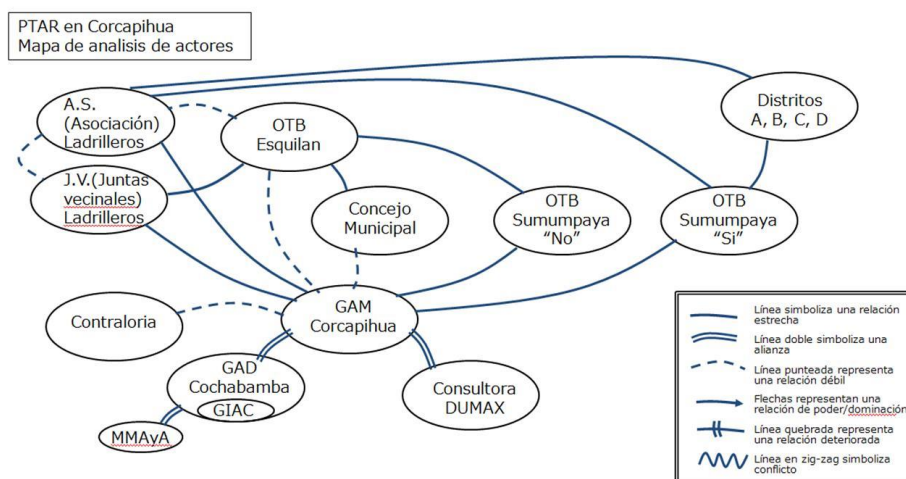 PTAR en Corcapihua
Mapa de analisis de actores
A.S.
(Asociación)
Ladrilleros
OTB
Esquilan
Distritos
A, B, C, D
J.V.(Juntas
vecinales)
Ladrilleros
Concejo
Municipal
OTB
Sumumpaya
“No”
OTB
Sumumpaya
“Si”
Contraloria
GAM
Corcapihua
GAD
Cochabamba
GIAC
Consultora
DUMAX
MMAyA
Línea simboliza una relación
estrecha
Línea doble simboliza una
alianza
Línea punteada representa
una relación débil
Flechas representan una
relación de poder/dominación
Línea quebrada representa
una relación deteriorada
Línea en zig-zag simboliza
conflicto